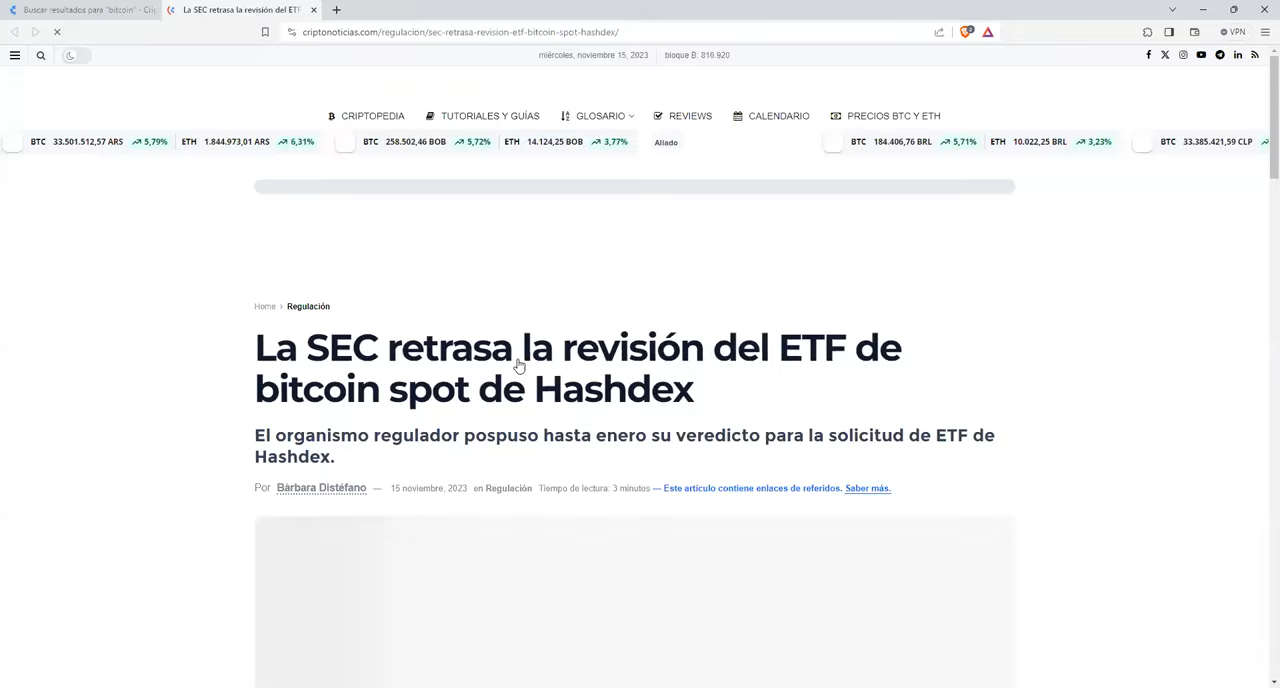 Buscar resultados para "bitcoin" - Crip
La SEC retrasa la revisión del ETF
criptonoticias.com/regulacion/sec-retrasa-revision-etf-bitcoin-spot-hashdex/
VPN
miércoles, noviembre 15, 2023 bloque ₿: 816.920
CRIPTOPEDIA TUTORIALES Y GUÍAS GLOSARIO REVIEWS CALENDARIO PRECIOS BTC Y ETH
BTC 33.501.512,57 ARS 5,79% ETH 1.844.973,01 ARS 6,31% BTC 258.502,46 BOB 5,72% ETH 14.124,25 BOB 3,77% Aliado BTC 184.406,76 BRL 5,71% ETH 10.022,25 BRL 3,23% BTC 33.385.421,59 CLP
Home > Regulación
La SEC retrasa la revisión del ETF de
bitcoin spot de Hashdex
El organismo regulador pospuso hasta enero su veredicto para la solicitud de ETF de
Hashdex.
Por Bárbara Distéfano — 15 noviembre, 2023 en Regulación Tiempo de lectura: 3 minutos — Este artículo contiene enlaces de referidos. Saber más.